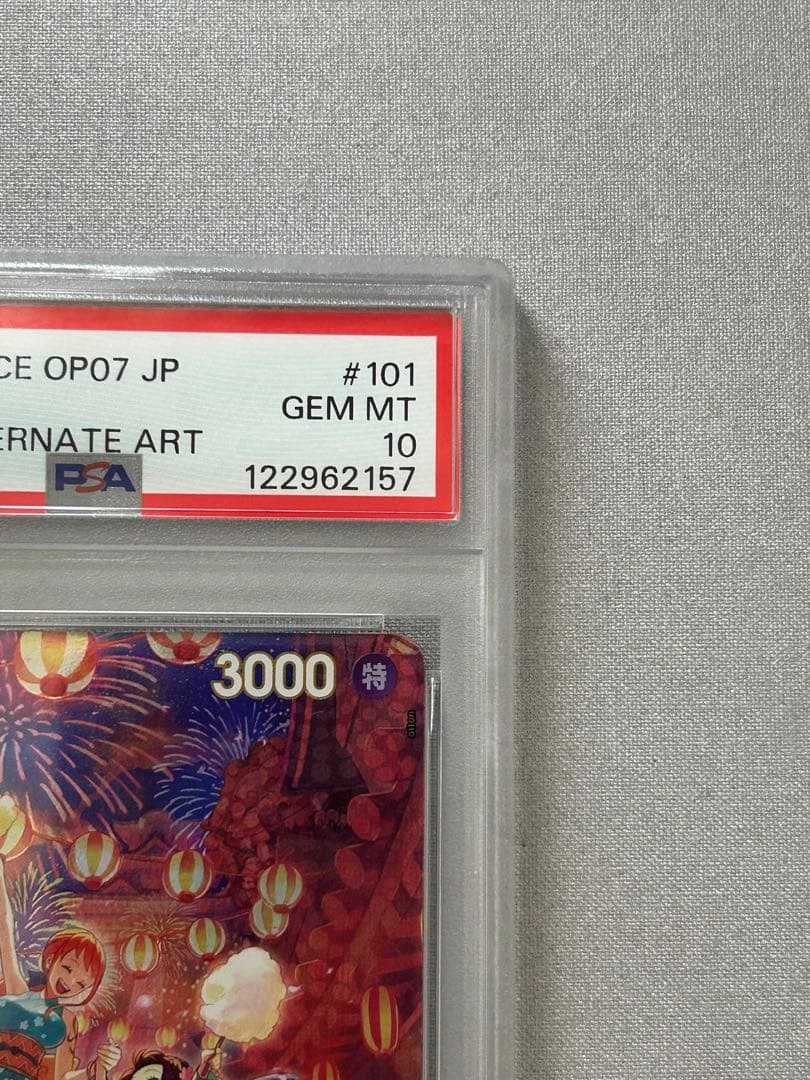 CE OP07 JP
#101
GEM MT
ERNATE ART
10
PSA
122962157
3000 特